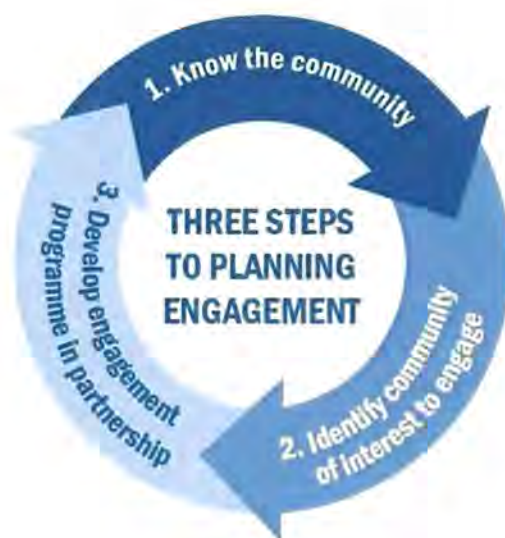 THREE STEPS
TO PLANNING
ENGAGEMENT
1. Know the community
2. Identify community
of interest to engage
3. Develop engagement
programme in partnership